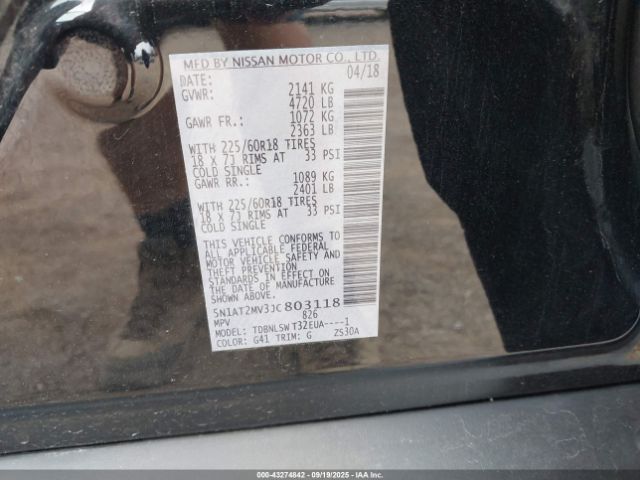 MFD BY NISSAN MOTOR CO., LTD.
DATE: 04/18
GVWR: 2141 KG
4720 LB
GAWR FR.: 1072 KG
2363 LB
WITH 225/60R18 TIRES
18 X 7J RIMS AT 33 PSI
COLD SINGLE
GAWR RR.: 1089 KG
2401 LB
WITH 225/60R18 TIRES
18 X 7J RIMS AT 33 PSI
COLD SINGLE
THIS VEHICLE CONFORMS TO
ALL APPLICABLE FEDERAL
MOTOR VEHICLE SAFETY AND
THEFT PREVENTION
STANDARDS IN EFFECT ON
THE DATE OF MANUFACTURE
SHOWN ABOVE.
5N1AT2MV3JC803118
MPV 826
MODEL: TDBNLSW T32EUA----1
COLOR: G41 TRIM: G ZS30A
000-43274842 - 09/19/2025 - IAAI.COM